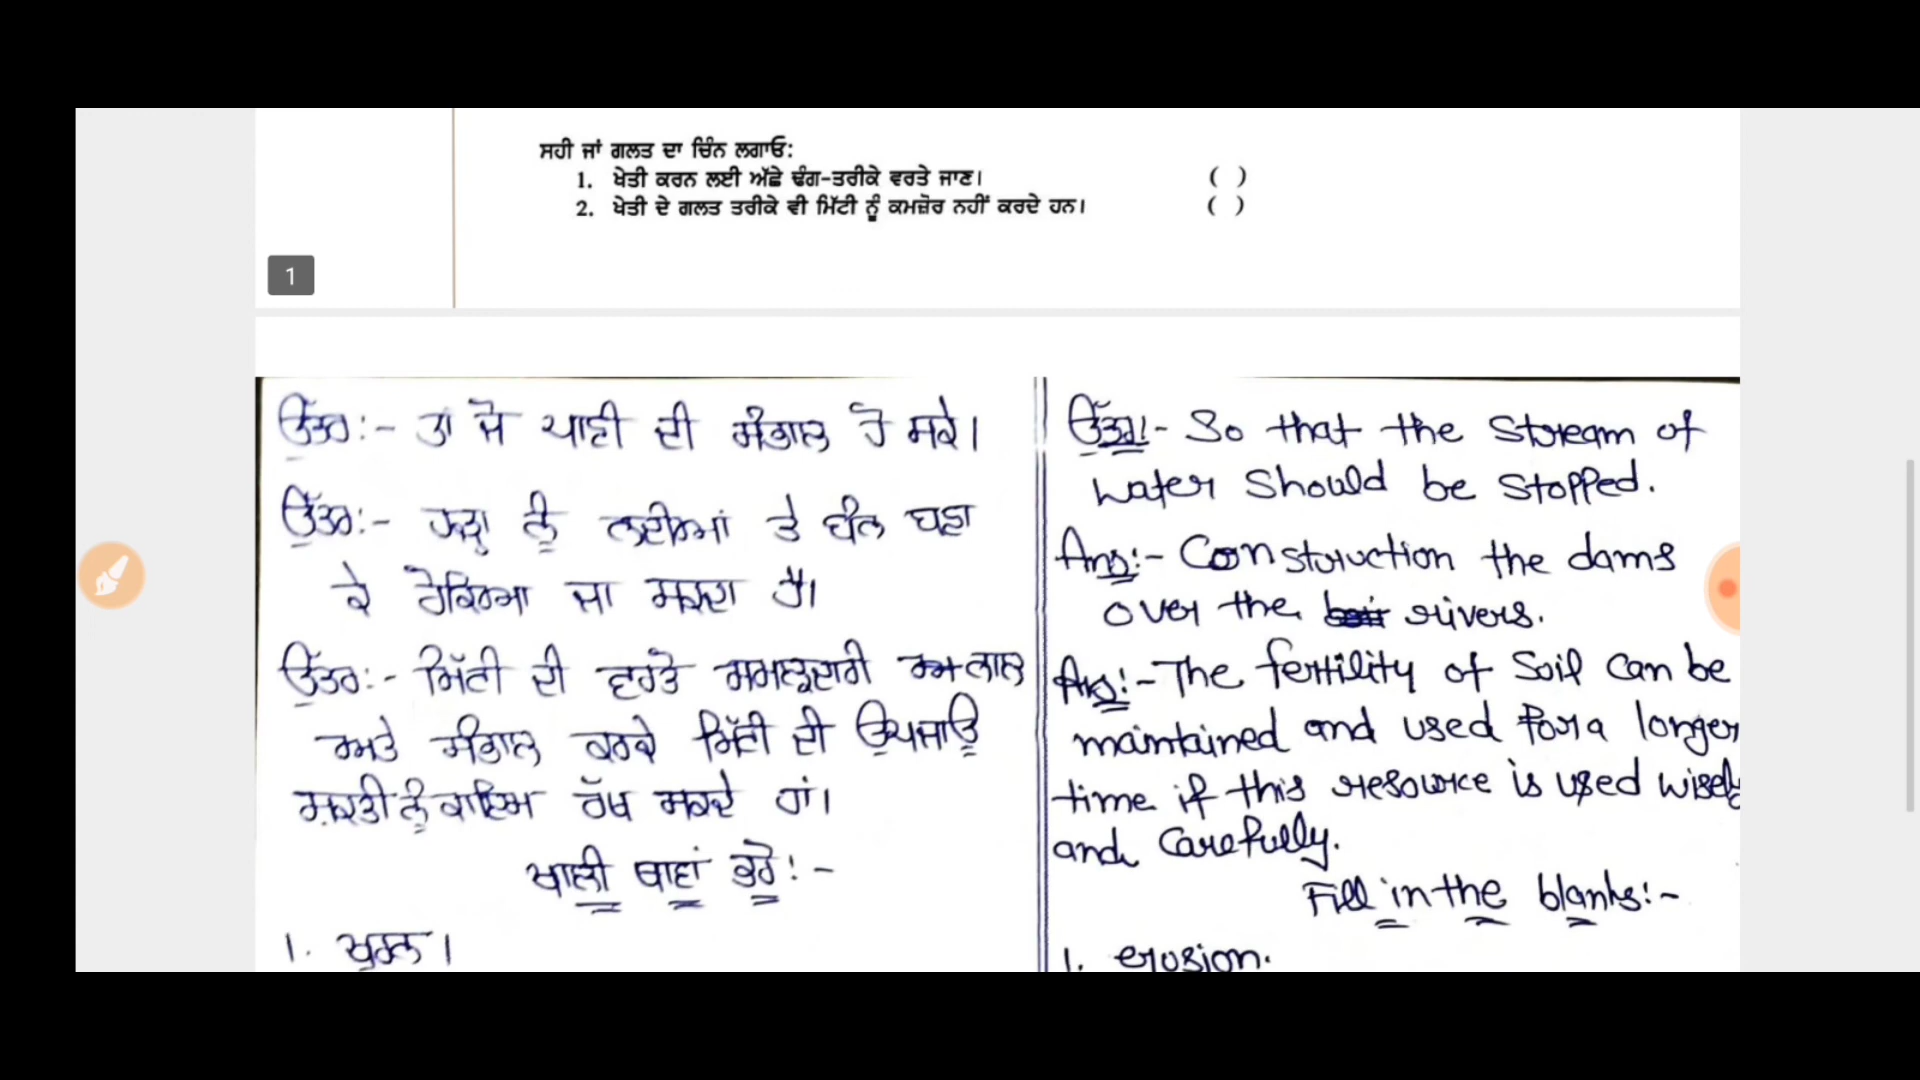 ਸਹੀ ਜਾਂ ਗਲਤ ਦਾ ਚਿੰਨ ਲਗਾਓ:
1. ਖੇਤੀ ਕਰਨ ਲਈ ਅੱਛੇ ਢੰਗ-ਤਰੀਕੇ ਵਰਤੇ ਜਾਣ। ( )
2. ਖੇਤੀ ਦੇ ਗਲਤ ਤਰੀਕੇ ਵੀ ਮਿੱਟੀ ਨੂੰ ਕਮਜ਼ੋਰ ਨਹੀਂ ਕਰਦੇ ਹਨ। ( )
1
ਉੱਤਰ:- ਤਾਂ ਜੋ ਪਾਣੀ ਦੀ ਸੰਭਾਲ ਹੋ ਸਕੇ।
ਉੱਤਰ:- ਹੜ੍ਹਾਂ ਨੂੰ ਨਦੀਆਂ ਤੇ ਬੰਨ ਬਣਾ
ਕੇ ਰੋਕਿਆ ਜਾ ਸਕਦਾ ਹੈ।
ਉੱਤਰ:- ਮਿੱਟੀ ਦੀ ਵਰਤੋਂ ਸਮਝਦਾਰੀ ਨਾਲ
ਅਤੇ ਸੰਭਾਲ ਕਰਕੇ ਮਿੱਟੀ ਦੀ ਉਪਜਾਊ
ਸ਼ਕਤੀ ਨੂੰ ਕਾਇਮ ਰੱਖ ਸਕਦੇ ਹਾਂ।
ਖਾਲੀ ਥਾਵਾਂ ਭਰੋ:-
1. ਖੁਰਨ।
ਉੱਤਰ:- So that the stream of
water should be stopped.
Ans:- Construction the dams
over the rivers.
Ans:- The fertility of soil can be
maintained and used for a longer
time if this resource is used wisely
and carefully.
Fill in the blanks:-
1. erosion.